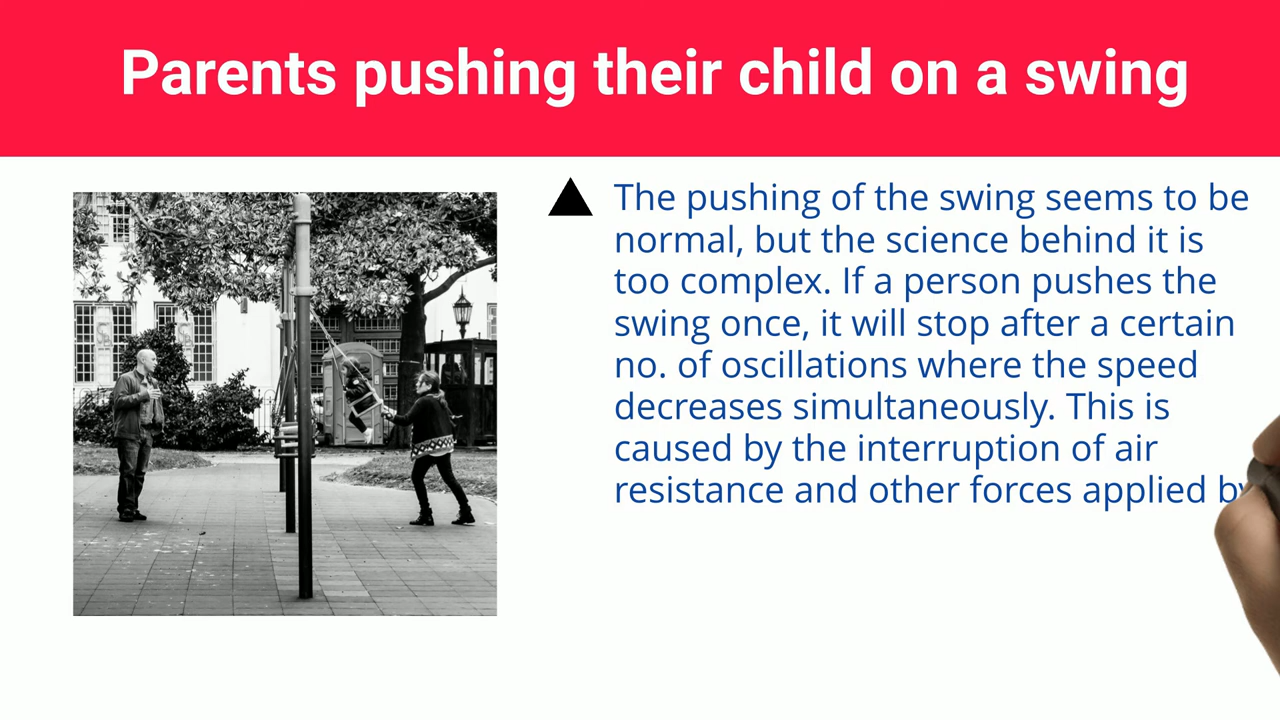 Parents pushing their child on a swing
The pushing of the swing seems to be
normal, but the science behind it is
too complex. If a person pushes the
swing once, it will stop after a certain
no. of oscillations where the speed
decreases simultaneously. This is
caused by the interruption of air
resistance and other forces applied by